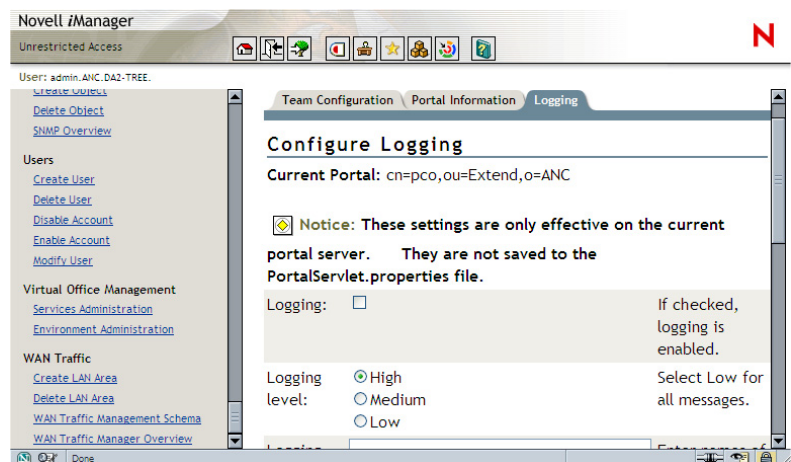 Novell iManager
Unrestricted Access
N
User: admin.ANC.DA2-TREE.
Create Object
Delete Object
SNMP Overview
Users
Create User
Delete User
Disable Account
Enable Account
Modify User
Virtual Office Management
Services Administration
Environment Administration
WAN Traffic
Create LAN Area
Delete LAN Area
WAN Traffic Management Schema
WAN Traffic Manager Overview
Team Configuration
Portal Information
Logging
Configure Logging
Current Portal: cn=pco,ou=Extend,o=ANC
Notice: These settings are only effective on the current
portal server. They are not saved to the
PortalServlet.properties file.
Logging:
If checked,
logging is
enabled.
Logging
level:
High
Medium
Low
Select Low for
all messages.
Logging
Enter names of
Done